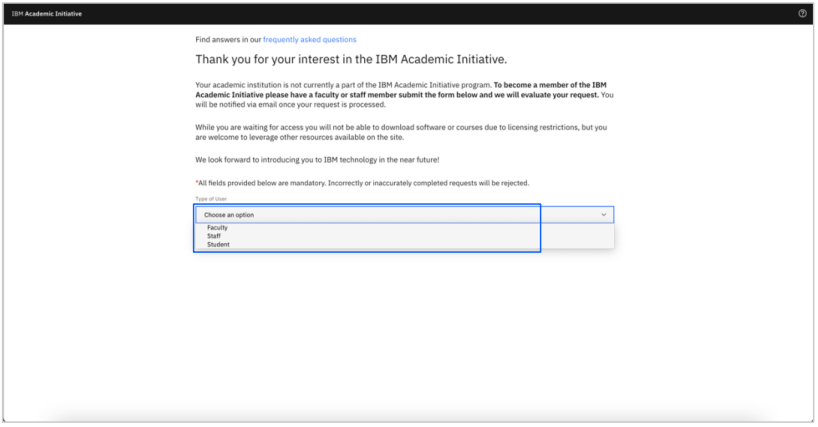 IBM Academic Initiative
Find answers in our frequently asked questions
Thank you for your interest in the IBM Academic Initiative.
Your academic institution is not currently a part of the IBM Academic Initiative program. To become a member of the IBM
Academic Initiative please have a faculty or staff member submit the form below and we will evaluate your request. You
will be notified via email once your request is processed.
While you are waiting for access you will not be able to download software or courses due to licensing restrictions, but you
are welcome to leverage other resources available on the site.
We look forward to introducing you to IBM technology in the near future!
*All fields provided below are mandatory. Incorrectly or inaccurately completed requests will be rejected.
Type of User
Choose an option
Faculty
Staff
Student